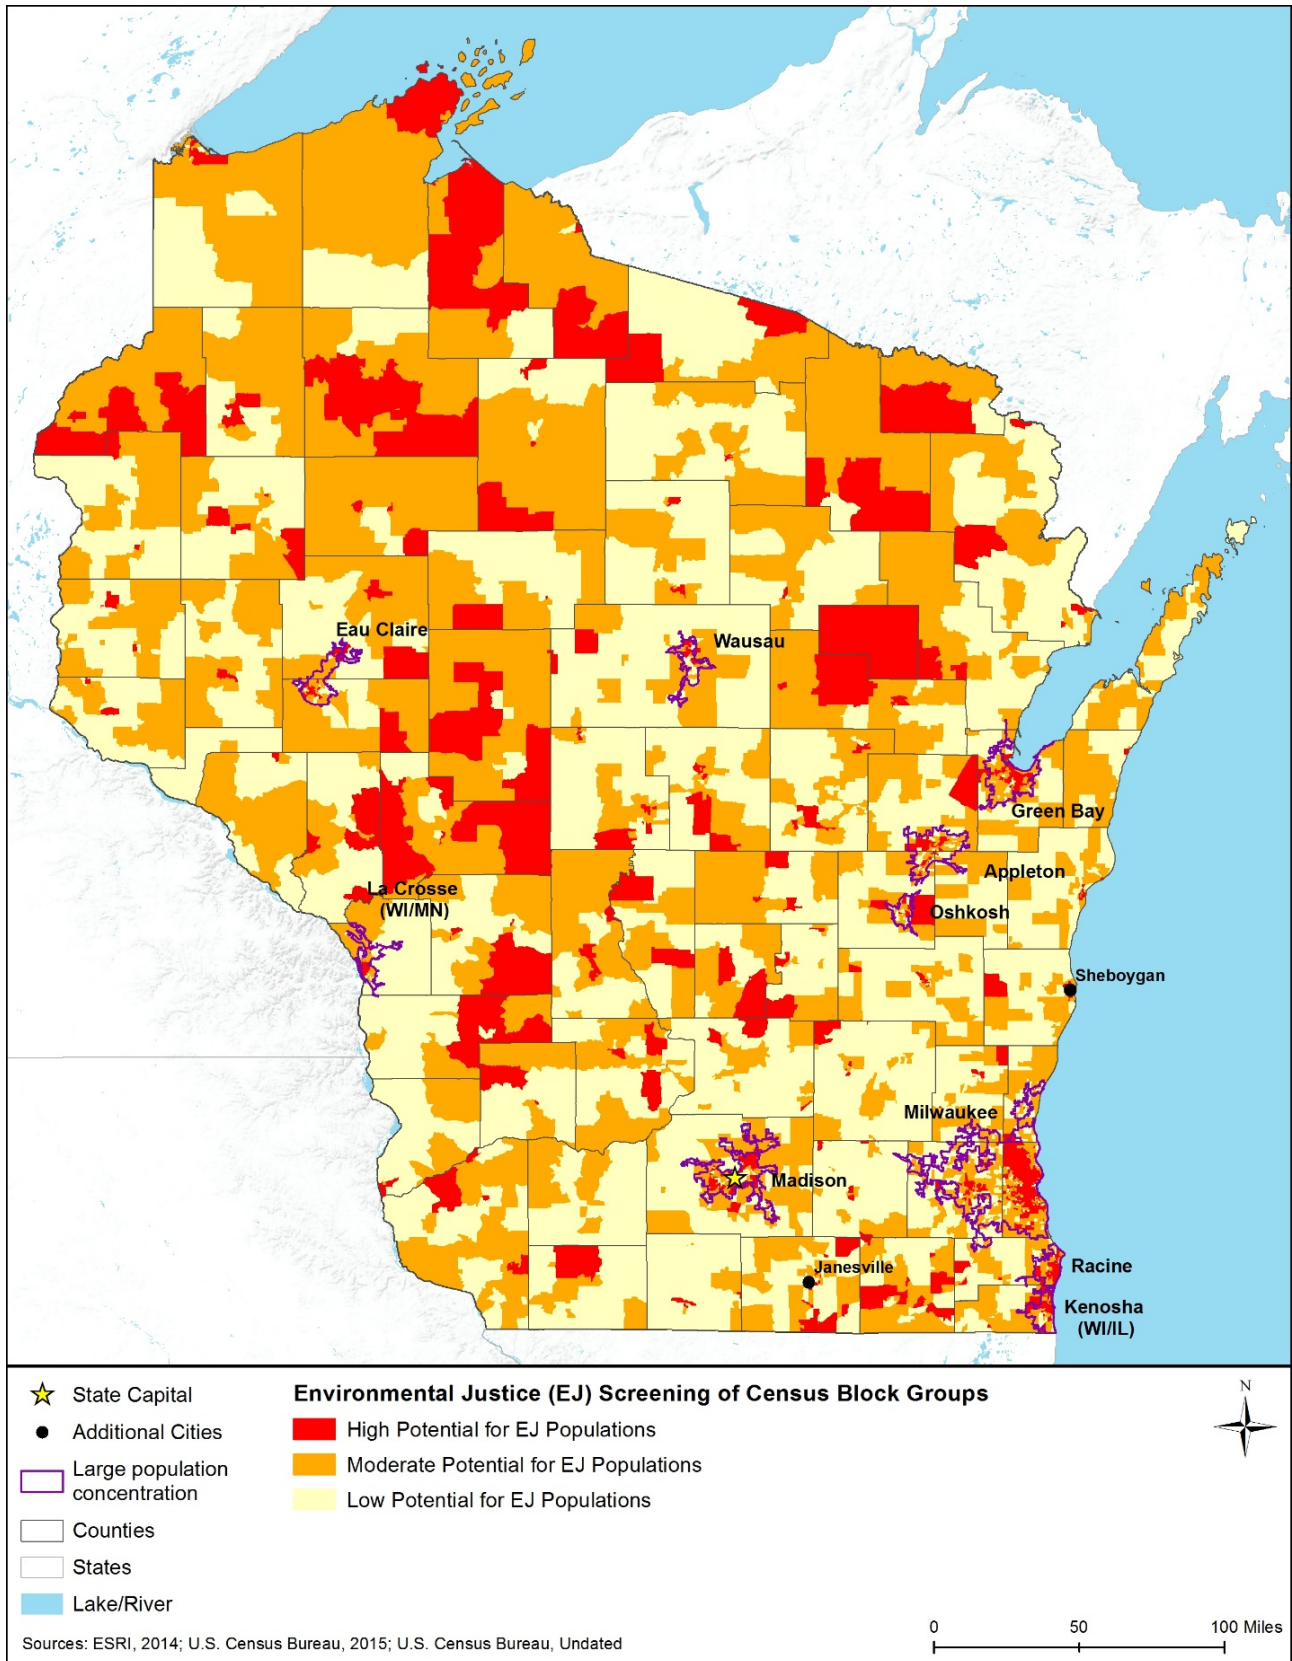 Eau Claire
Wausau
Green Bay
Appleton
La Crosse
(WI/MN)
Oshkosh
Sheboygan
Milwaukee
Madison
Janesville
Racine
Kenosha
(WI/IL)
State Capital
Additional Cities
Large population
concentration
Counties
States
Lake/River
Environmental Justice (EJ) Screening of Census Block Groups
High Potential for EJ Populations
Moderate Potential for EJ Populations
Low Potential for EJ Populations
N
0 50 100 Miles
Sources: ESRI, 2014; U.S. Census Bureau, 2015; U.S. Census Bureau, Undated